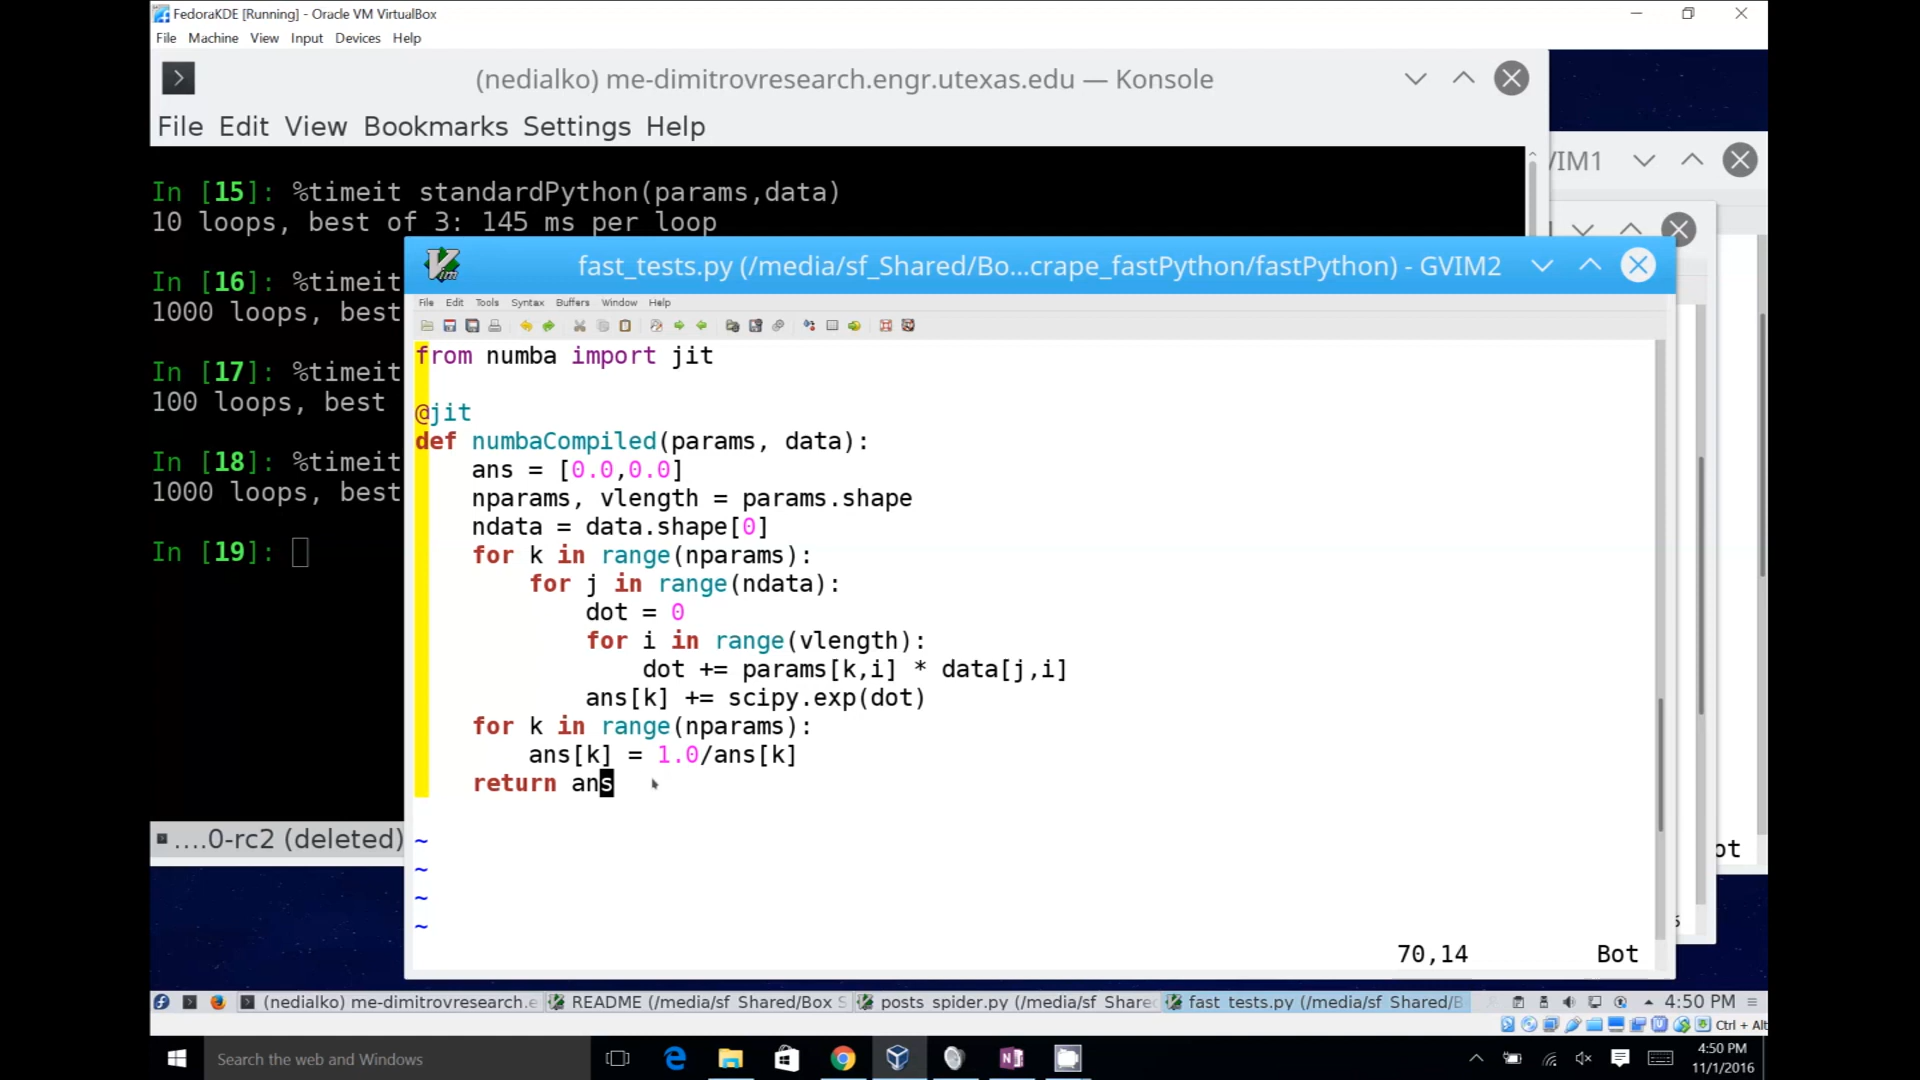 FedoraKDE [Running] - Oracle VM VirtualBox
File Machine View Input Devices Help
(nedialko) me-dimitrovresearch.engr.utexas.edu — Konsole
File Edit View Bookmarks Settings Help
In [15]: %timeit standardPython(params,data)
10 loops, best of 3: 145 ms per loop
In [16]: %timeit
1000 loops, best
In [17]: %timeit
100 loops, best
In [18]: %timeit
1000 loops, best
In [19]:
....0-rc2 (deleted)
VIM1
fast_tests.py (/media/sf_Shared/Bo...crape_fastPython/fastPython) - GVIM2
File Edit Tools Syntax Buffers Window Help
from numba import jit
@jit
def numbaCompiled(params, data):
    ans = [0.0,0.0]
    nparams, vlength = params.shape
    ndata = data.shape[0]
    for k in range(nparams):
        for j in range(ndata):
            dot = 0
            for i in range(vlength):
                dot += params[k,i] * data[j,i]
            ans[k] += scipy.exp(dot)
    for k in range(nparams):
        ans[k] = 1.0/ans[k]
    return ans
~
~
~
~
70,14 Bot
ot
(nedialko) me-dimitrovresearch.e README (/media/sf_Shared/Box S posts_spider.py (/media/sf_Share fast_tests.py (/media/sf_Shared/B 4:50 PM
Ctrl + Alt
Search the web and Windows
4:50 PM
11/1/2016